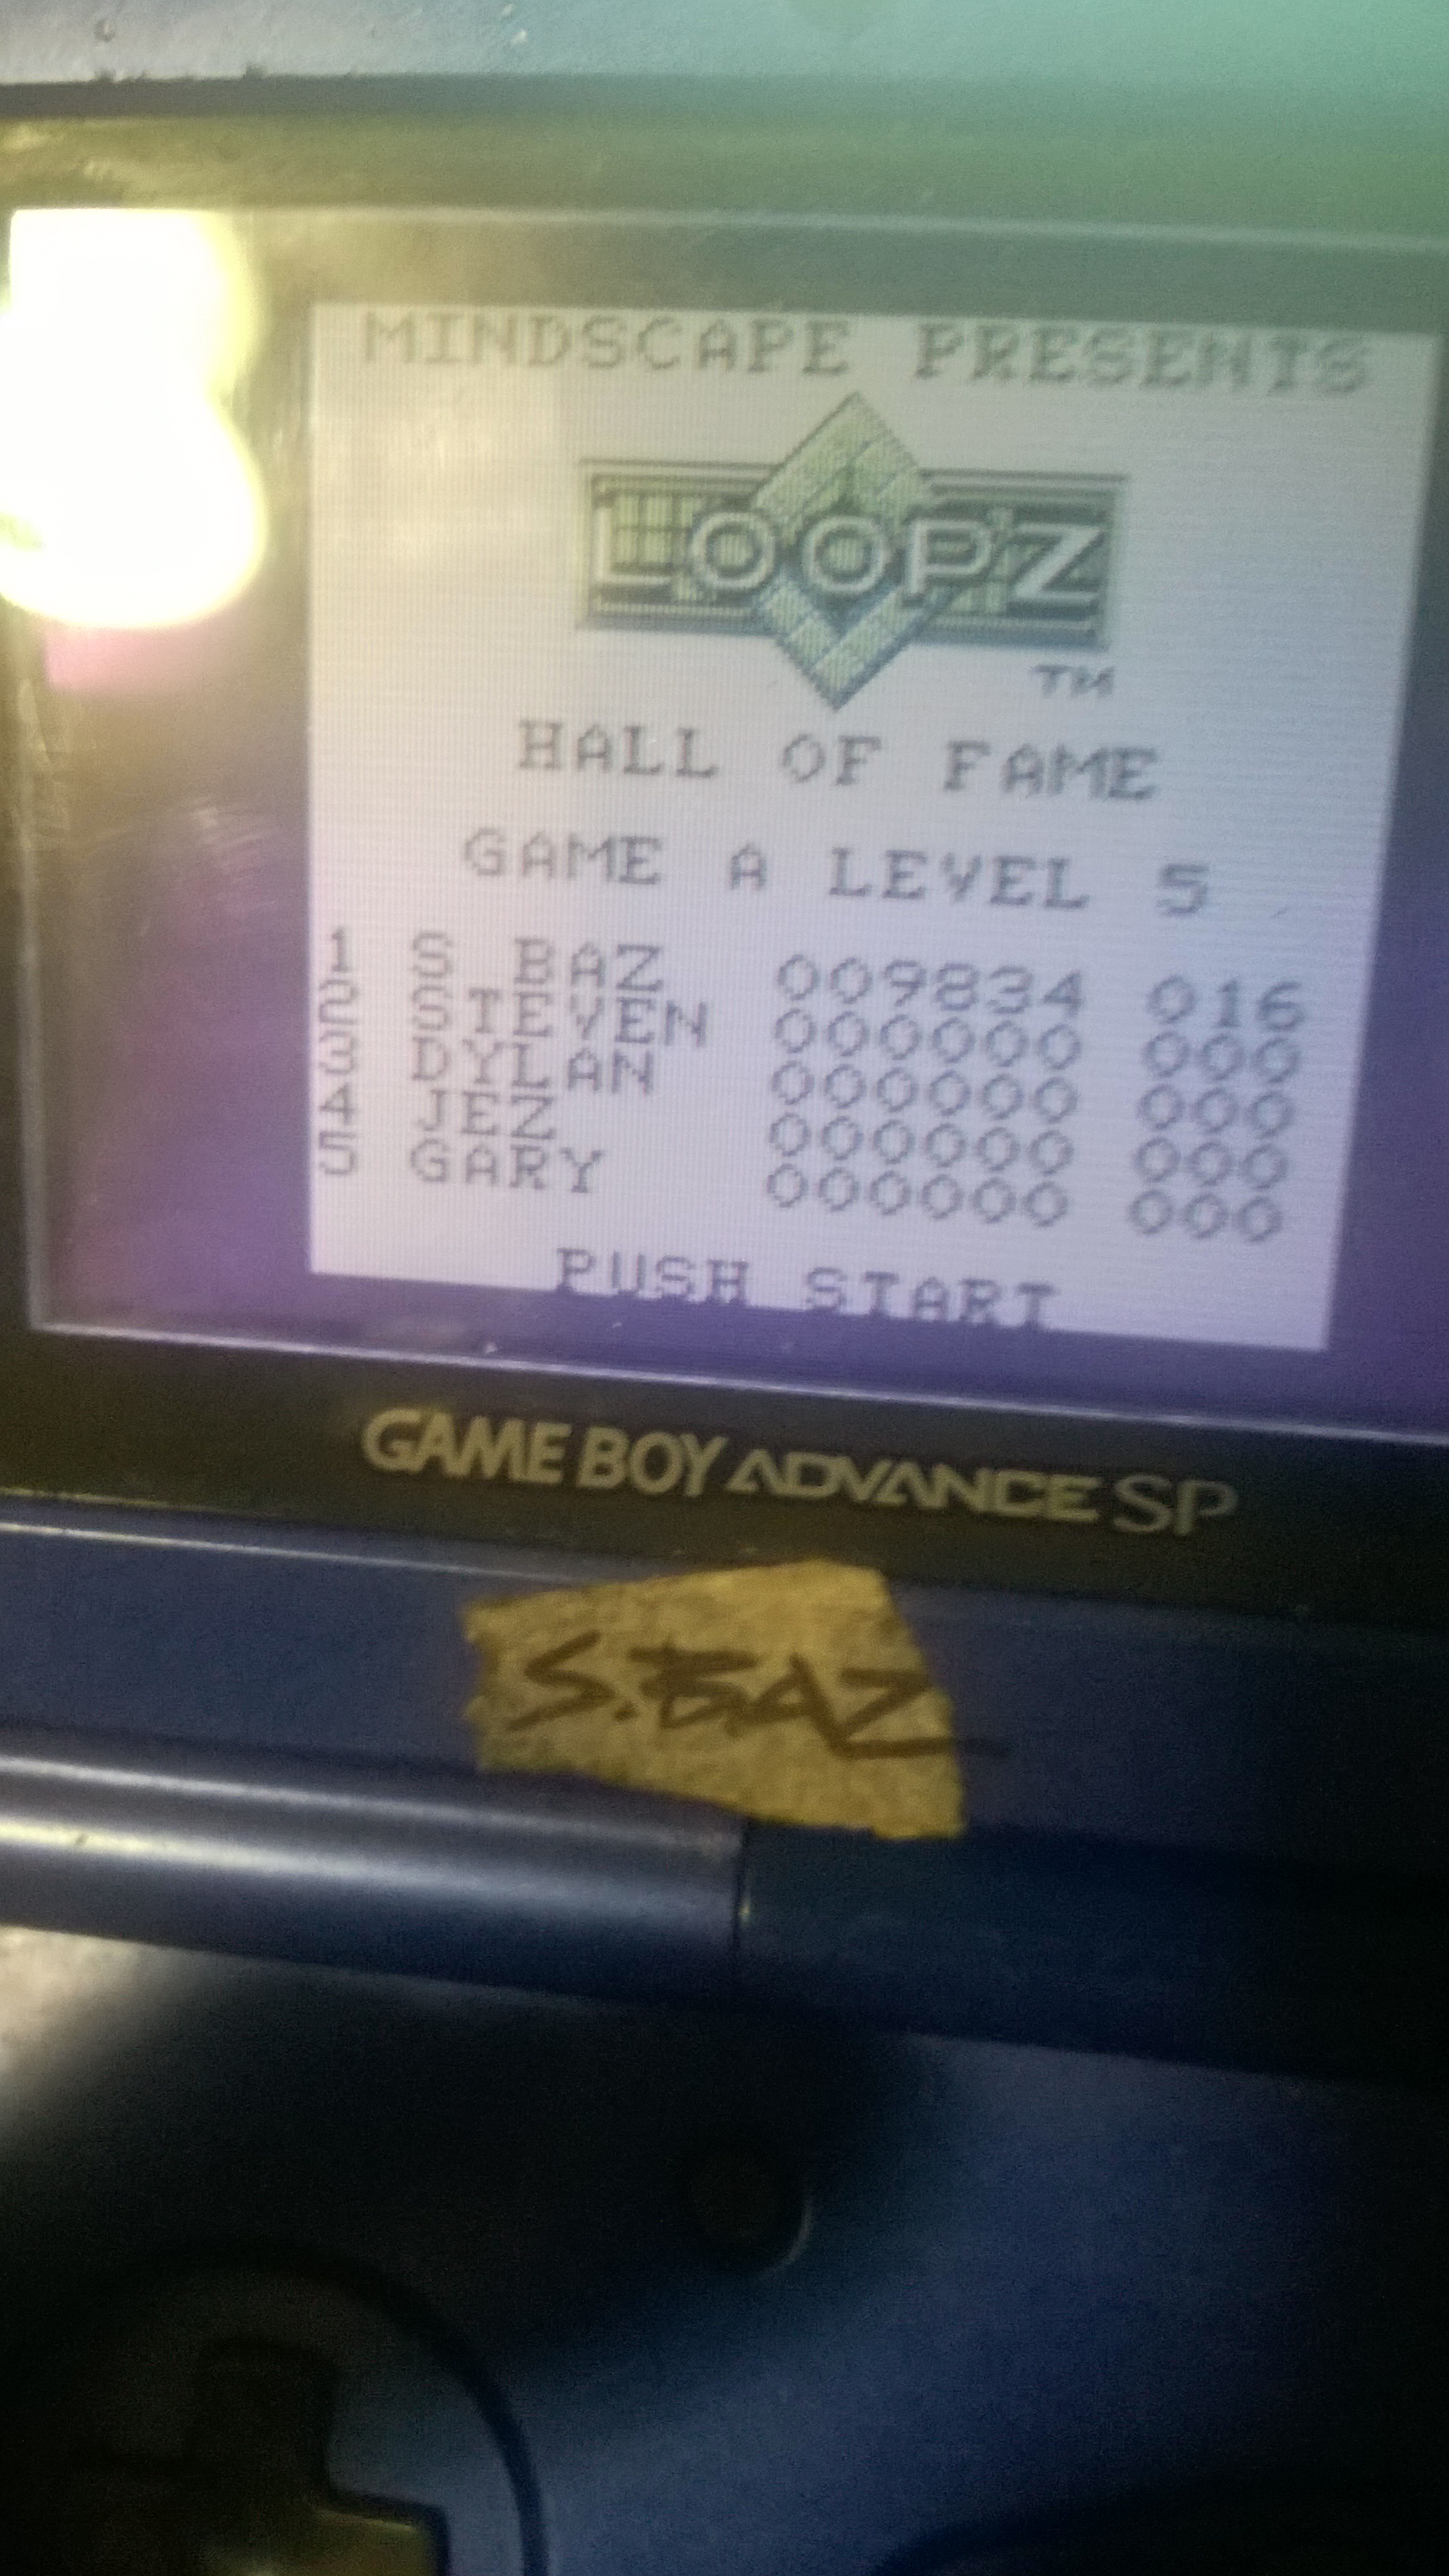 MINDSCAPE PRESENTS
LOOPZ
TM
HALL OF FAME
GAME A LEVEL 5
1 S BAZ 009834 016
2 STEVEN 000000 000
3 DYLAN 000000 000
4 JEZ 000000 000
5 GARY 000000 000
PUSH START
GAME BOY ADVANCE SP
S.BAZ